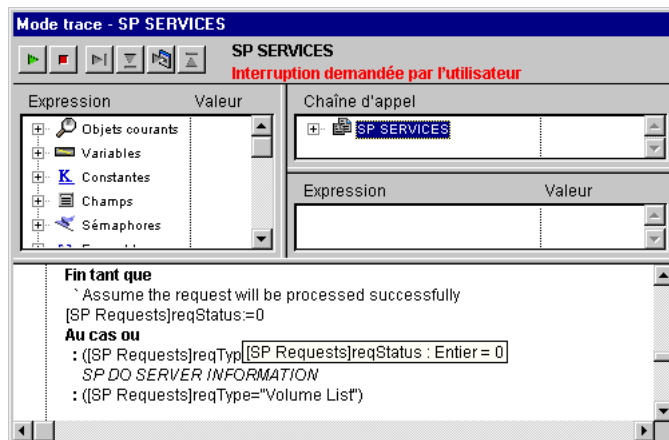 Mode trace - SP SERVICES
SP SERVICES
Interruption demandée par l'utilisateur
Expression Valeur
Objets courants
Variables
K Constantes
Champs
Sémaphores
Chaîne d'appel
SP SERVICES
Expression Valeur
Fin tant que
` Assume the request will be processed successfully
[SP Requests]reqStatus:=0
Au cas ou
: ([SP Requests]reqTyp [SP Requests]reqStatus : Entier = 0
SP DO SERVER INFORMATION
: ([SP Requests]reqType="Volume List")